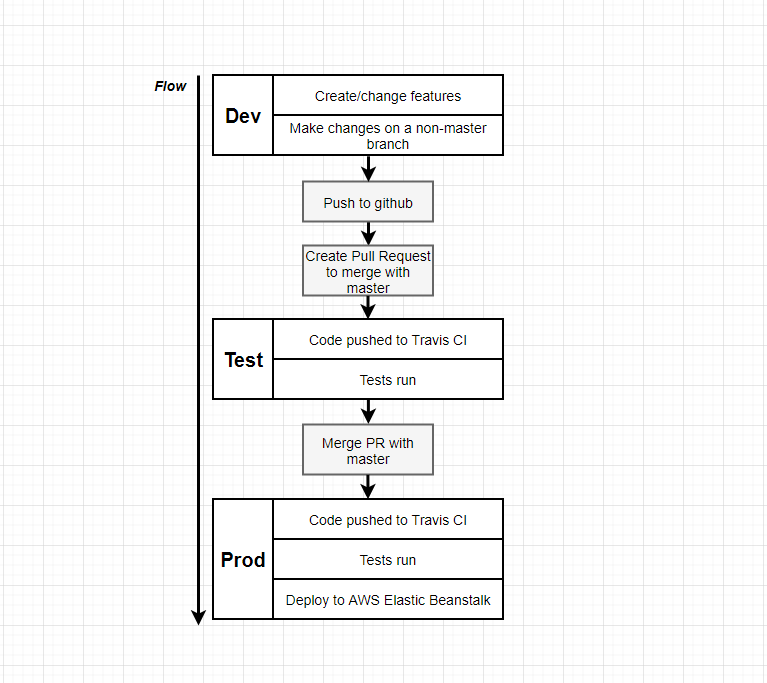 Flow
Dev
Create/change features
Make changes on a non-master
branch
Push to github
Create Pull Request
to merge with
master
Test
Code pushed to Travis CI
Tests run
Merge PR with
master
Prod
Code pushed to Travis CI
Tests run
Deploy to AWS Elastic Beanstalk